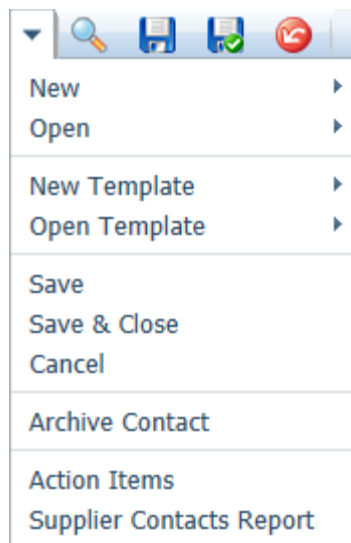 New
Open
New Template
Open Template
Save
Save & Close
Cancel
Archive Contact
Action Items
Supplier Contacts Report